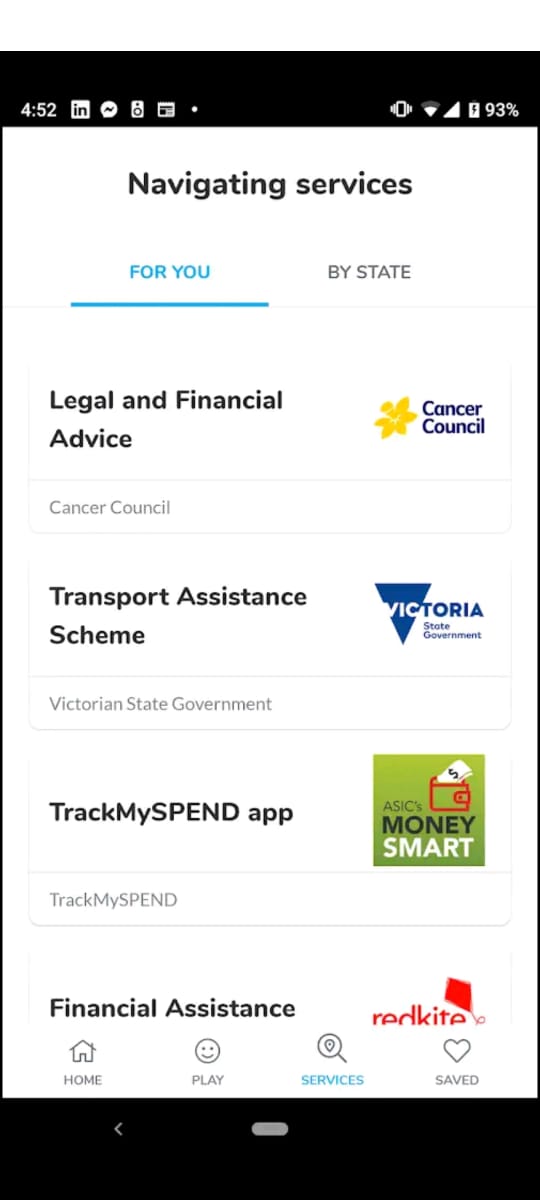 4:52
93%
Navigating services
FOR YOU
BY STATE
Legal and Financial
Advice
Cancer
Council
Cancer Council
Transport Assistance
Scheme
VICTORIA
State
Government
Victorian State Government
TrackMySPEND app
ASIC's
MONEY
SMART
TrackMySPEND
Financial Assistance
redkite
HOME
PLAY
SERVICES
SAVED